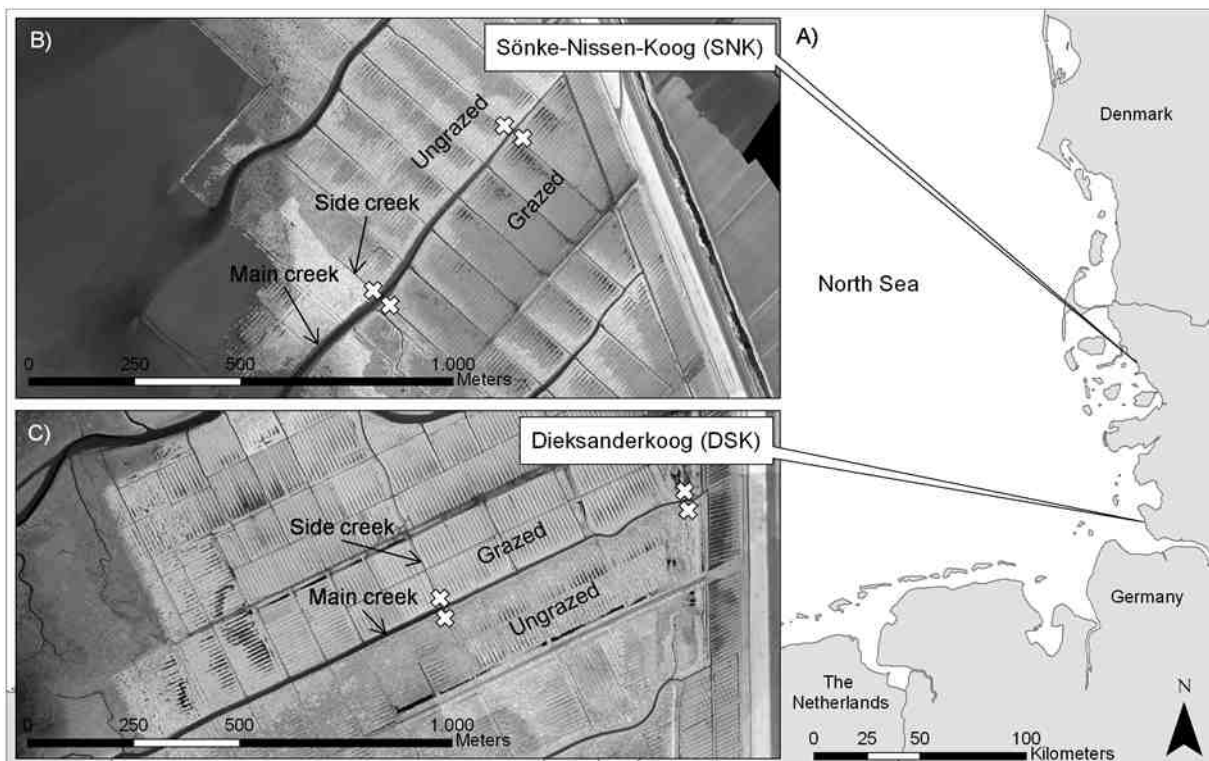 B)
Sönke-Nissen-Koog (SNK)
A)
Denmark
Ungrazed
Grazed
Side creek
Main creek
North Sea
0 250 500 1.000
Meters
C)
Dieksanderkoog (DSK)
Side creek
Grazed
Main creek
Ungrazed
Germany
The
Netherlands
N
0 250 500 1.000
Meters
0 25 50 100
Kilometers